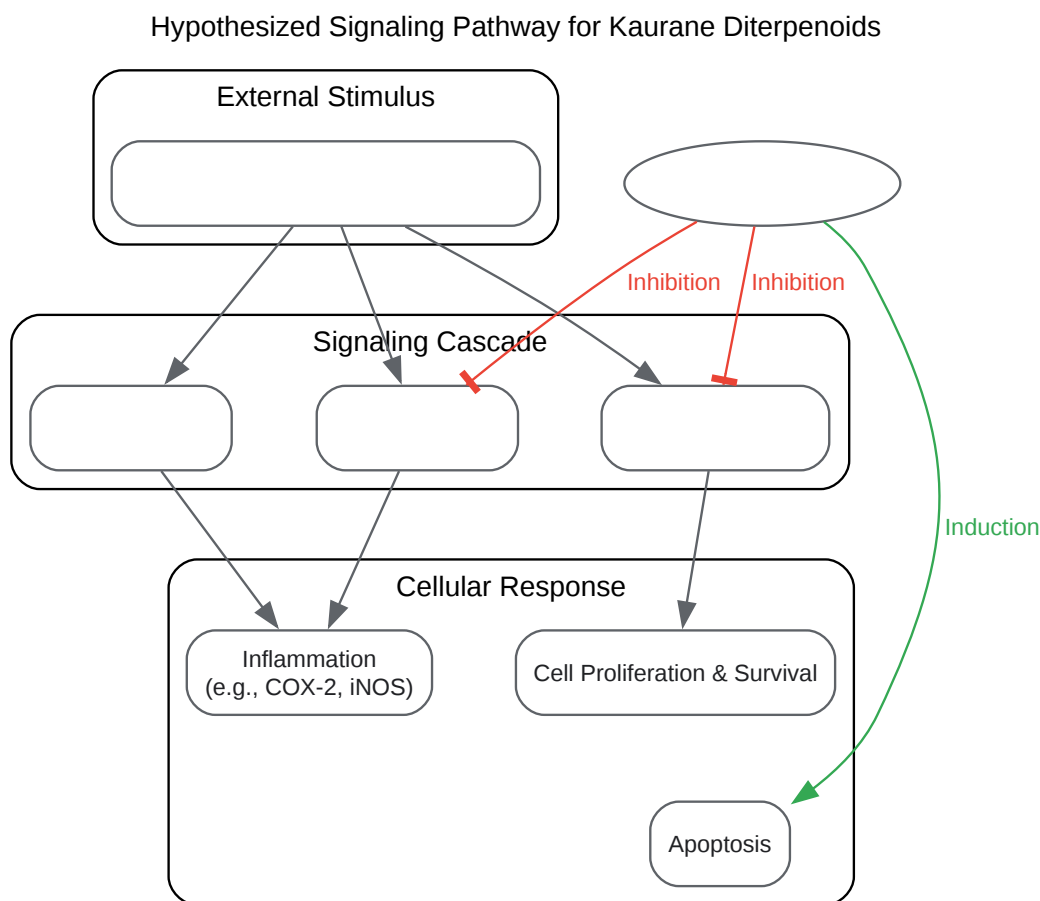 Hypothesized Signaling Pathway for Kaurane Diterpenoids
External Stimulus
Inhibition
Inhibition
Signaling Cascade
Induction
Cellular Response
Inflammation
(e.g., COX-2, iNOS)
Cell Proliferation & Survival
Apoptosis